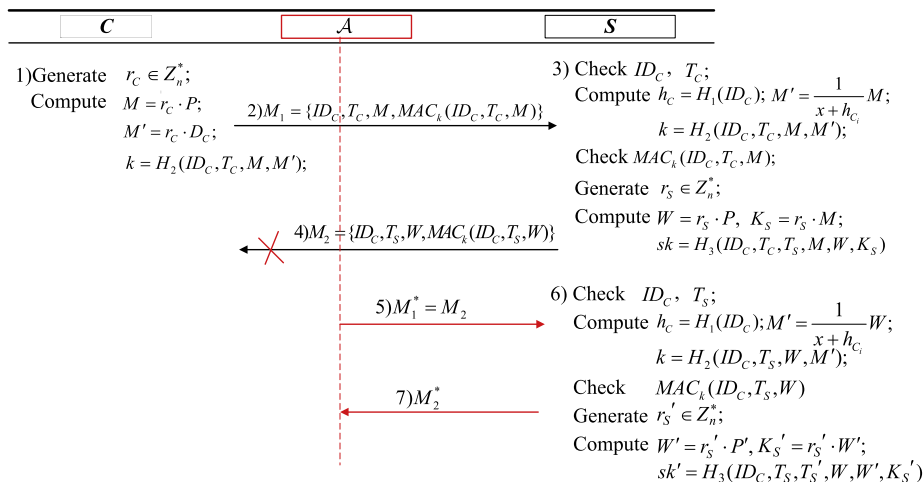 C A S
1)Generate r_C ∈ Z_n^*;
Compute M = r_C · P;
M′ = r_C · D_C;
k = H_2(ID_C, T_C, M, M′);
2)M_1 = {ID_C, T_C, M, MAC_k(ID_C, T_C, M)}
3) Check ID_C, T_C;
Compute h_C = H_1(ID_C); M′ = 1/(x + h_{C_i}) M;
k = H_2(ID_C, T_C, M, M′);
Check MAC_k(ID_C, T_C, M);
Generate r_S ∈ Z_n^*;
Compute W = r_S · P, K_S = r_S · M;
sk = H_3(ID_C, T_C, T_S, M, W, K_S)
4)M_2 = {ID_C, T_S, W, MAC_k(ID_C, T_S, W)}
5)M_1^* = M_2
6) Check ID_C, T_S;
Compute h_C = H_1(ID_C); M′ = 1/(x + h_{C_i}) W;
k = H_2(ID_C, T_S, W, M′);
Check MAC_k(ID_C, T_S, W)
Generate r_S′ ∈ Z_n^*;
Compute W′ = r_S′ · P′, K_S′ = r_S′ · W′;
sk′ = H_3(ID_C, T_S, T_S′, W, W′, K_S′)
7)M_2^*